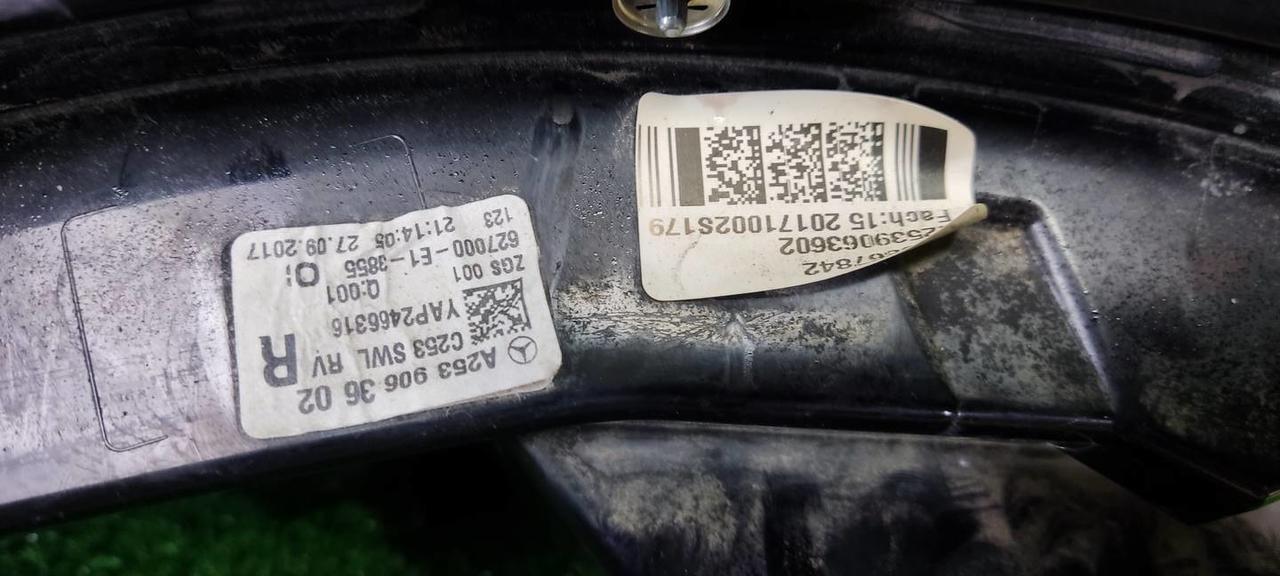 A253 906 36 02
C253 SWL RV R
YAP2466316
ZGS 001 Q:001
627000-E1-3855
21:14:05 27.09.2017
123
2539063602
Fach:15 20171002S179